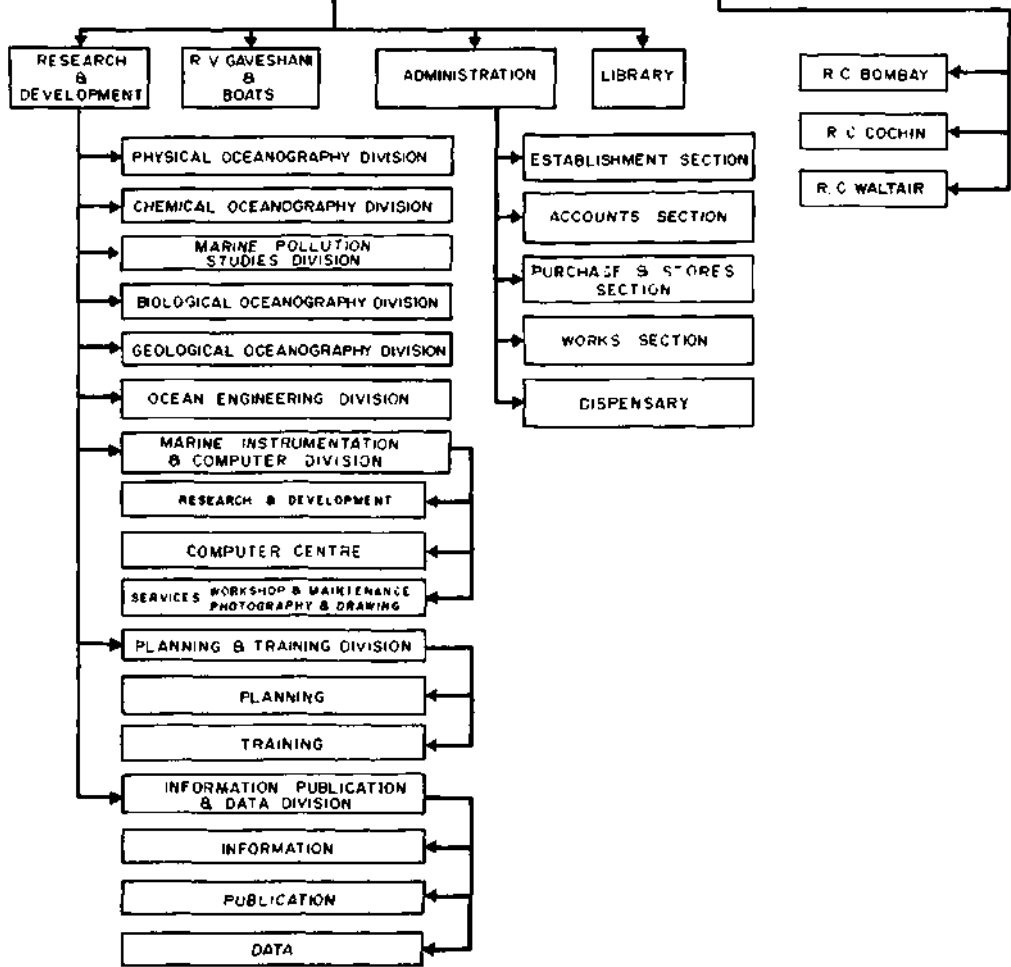 RESEARCH
&
DEVELOPMENT
R V GAVESHANI
&
BOATS
ADMINISTRATION
LIBRARY
R C BOMBAY
R C COCHIN
R.C WALTAIR
PHYSICAL OCEANOGRAPHY DIVISION
CHEMICAL OCEANOGRAPHY DIVISION
MARINE POLLUTION
STUDIES DIVISION
BIOLOGICAL OCEANOGRAPHY DIVISION
GEOLOGICAL OCEANOGRAPHY DIVISION
OCEAN ENGINEERING DIVISION
MARINE INSTRUMENTATION
& COMPUTER DIVISION
RESEARCH & DEVELOPMENT
COMPUTER CENTRE
SERVICES WORKSHOP & MAINTENANCE
PHOTOGRAPHY & DRAWING
PLANNING & TRAINING DIVISION
PLANNING
TRAINING
INFORMATION PUBLICATION
& DATA DIVISION
INFORMATION
PUBLICATION
DATA
ESTABLISHMENT SECTION
ACCOUNTS SECTION
PURCHASE & STORES
SECTION
WORKS SECTION
DISPENSARY